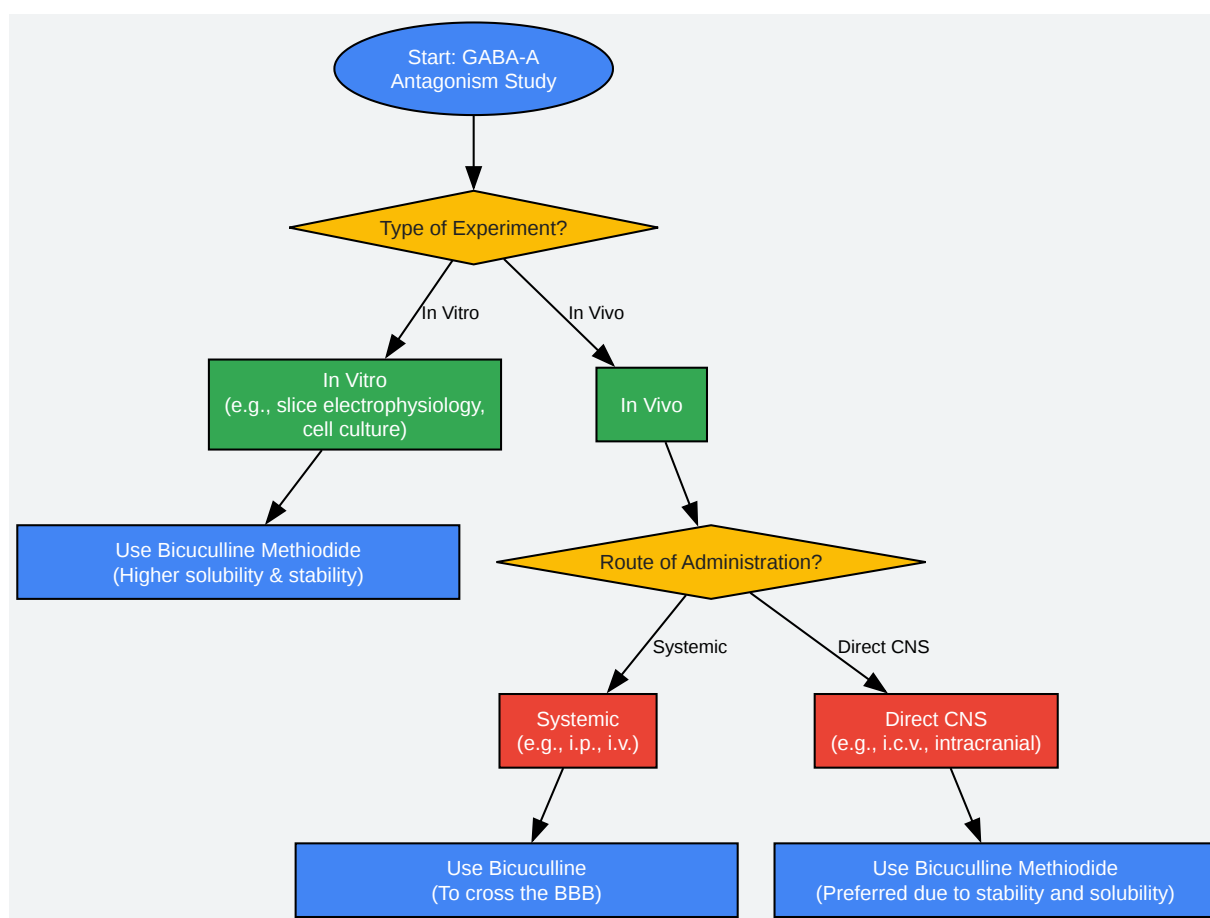 Start: GABA-A
Antagonism Study
Type of Experiment?
In Vitro
In Vivo
In Vitro
(e.g., slice electrophysiology,
cell culture)
In Vivo
Use Bicuculline Methiodide
(Higher solubility & stability)
Route of Administration?
Systemic
Direct CNS
Systemic
(e.g., i.p., i.v.)
Direct CNS
(e.g., i.c.v., intracranial)
Use Bicuculline
(To cross the BBB)
Use Bicuculline Methiodide
(Preferred due to stability and solubility)